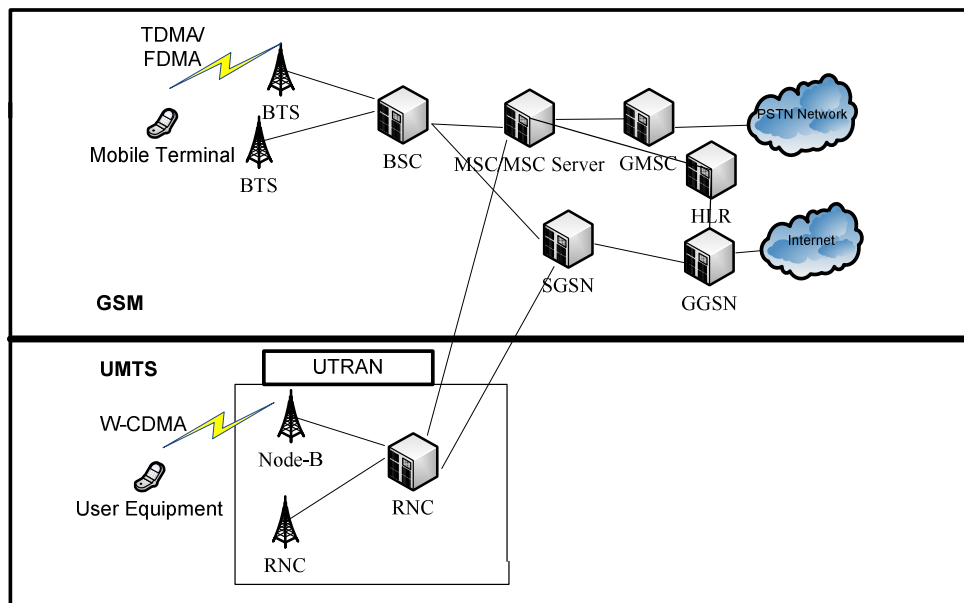 TDMA/
FDMA
BTS
Mobile Terminal
BTS
BSC
MSC/MSC Server
GMSC
PSTN Network
HLR
SGSN
GGSN
Internet
GSM
UMTS
UTRAN
W-CDMA
Node-B
User Equipment
RNC
RNC